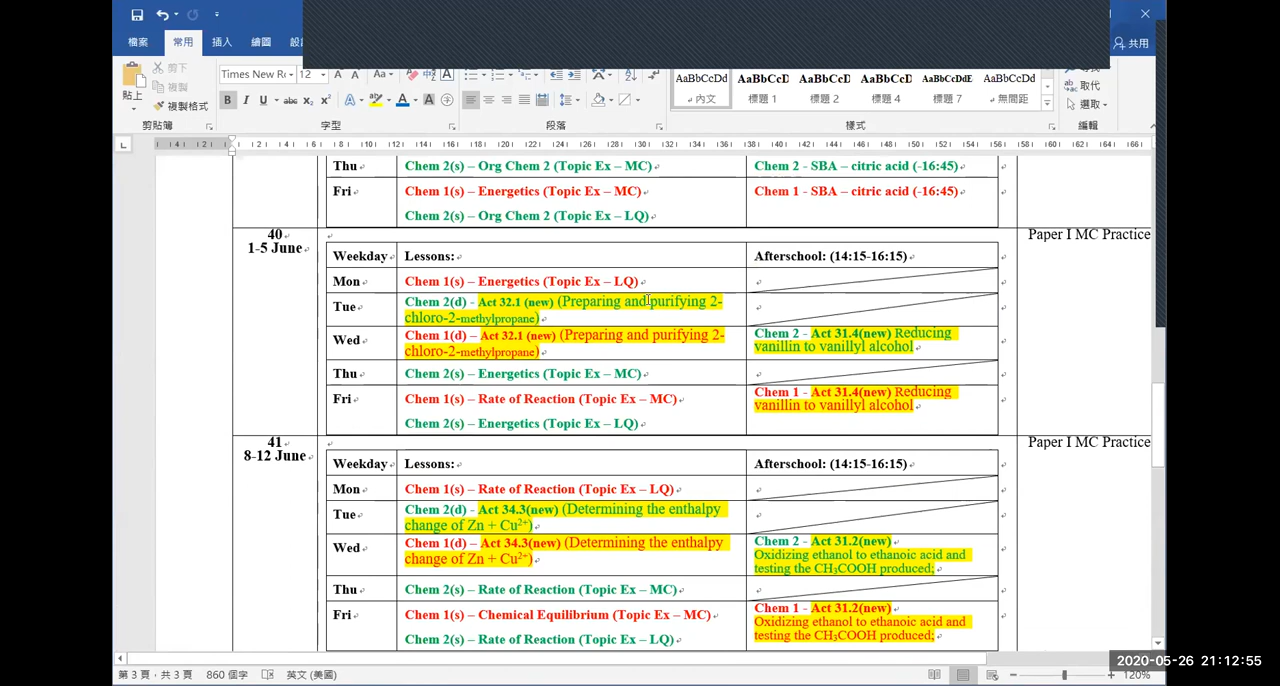 檔案 常用 插入 繪圖
共用
剪下
複製
貼上 複製格式
剪貼簿
Times New R 12
字型
段落
AaBbCcDd AaBbCcD AaBbCcD AaBbCcD AaBbCcDdE AaBbCcDd
內文 標題 1 標題 2 標題 4 標題 7 無間距
樣式
取代
選取
編輯
Thu Chem 2(s) – Org Chem 2 (Topic Ex – MC) Chem 2 - SBA – citric acid (-16:45)
Fri Chem 1(s) – Energetics (Topic Ex – MC) Chem 1 - SBA – citric acid (-16:45)
Chem 2(s) – Org Chem 2 (Topic Ex – LQ)
40
1-5 June
Paper I MC Practice
Weekday Lessons: Afterschool: (14:15-16:15)
Mon Chem 1(s) – Energetics (Topic Ex – LQ)
Tue Chem 2(d) - Act 32.1 (new) (Preparing and purifying 2-
chloro-2-methylpropane)
Wed Chem 1(d) – Act 32.1 (new) (Preparing and purifying 2-
chloro-2-methylpropane)
Chem 2 - Act 31.4(new) Reducing
vanillin to vanillyl alcohol
Thu Chem 2(s) – Energetics (Topic Ex – MC)
Fri Chem 1(s) – Rate of Reaction (Topic Ex – MC)
Chem 2(s) – Energetics (Topic Ex – LQ)
Chem 1 - Act 31.4(new) Reducing
vanillin to vanillyl alcohol
41
8-12 June
Paper I MC Practice
Weekday Lessons: Afterschool: (14:15-16:15)
Mon Chem 1(s) – Rate of Reaction (Topic Ex – LQ)
Tue Chem 2(d) - Act 34.3(new) (Determining the enthalpy
change of Zn + Cu²⁺)
Wed Chem 1(d) – Act 34.3(new) (Determining the enthalpy
change of Zn + Cu²⁺)
Chem 2 - Act 31.2(new)
Oxidizing ethanol to ethanoic acid and
testing the CH₃COOH produced;
Thu Chem 2(s) – Rate of Reaction (Topic Ex – MC)
Fri Chem 1(s) – Chemical Equilibrium (Topic Ex – MC)
Chem 2(s) – Rate of Reaction (Topic Ex – LQ)
Chem 1 - Act 31.2(new)
Oxidizing ethanol to ethanoic acid and
testing the CH₃COOH produced;
第 3 頁，共 3 頁 860 個字 英文 (美國)
120%
2020-05-26 21:12:55